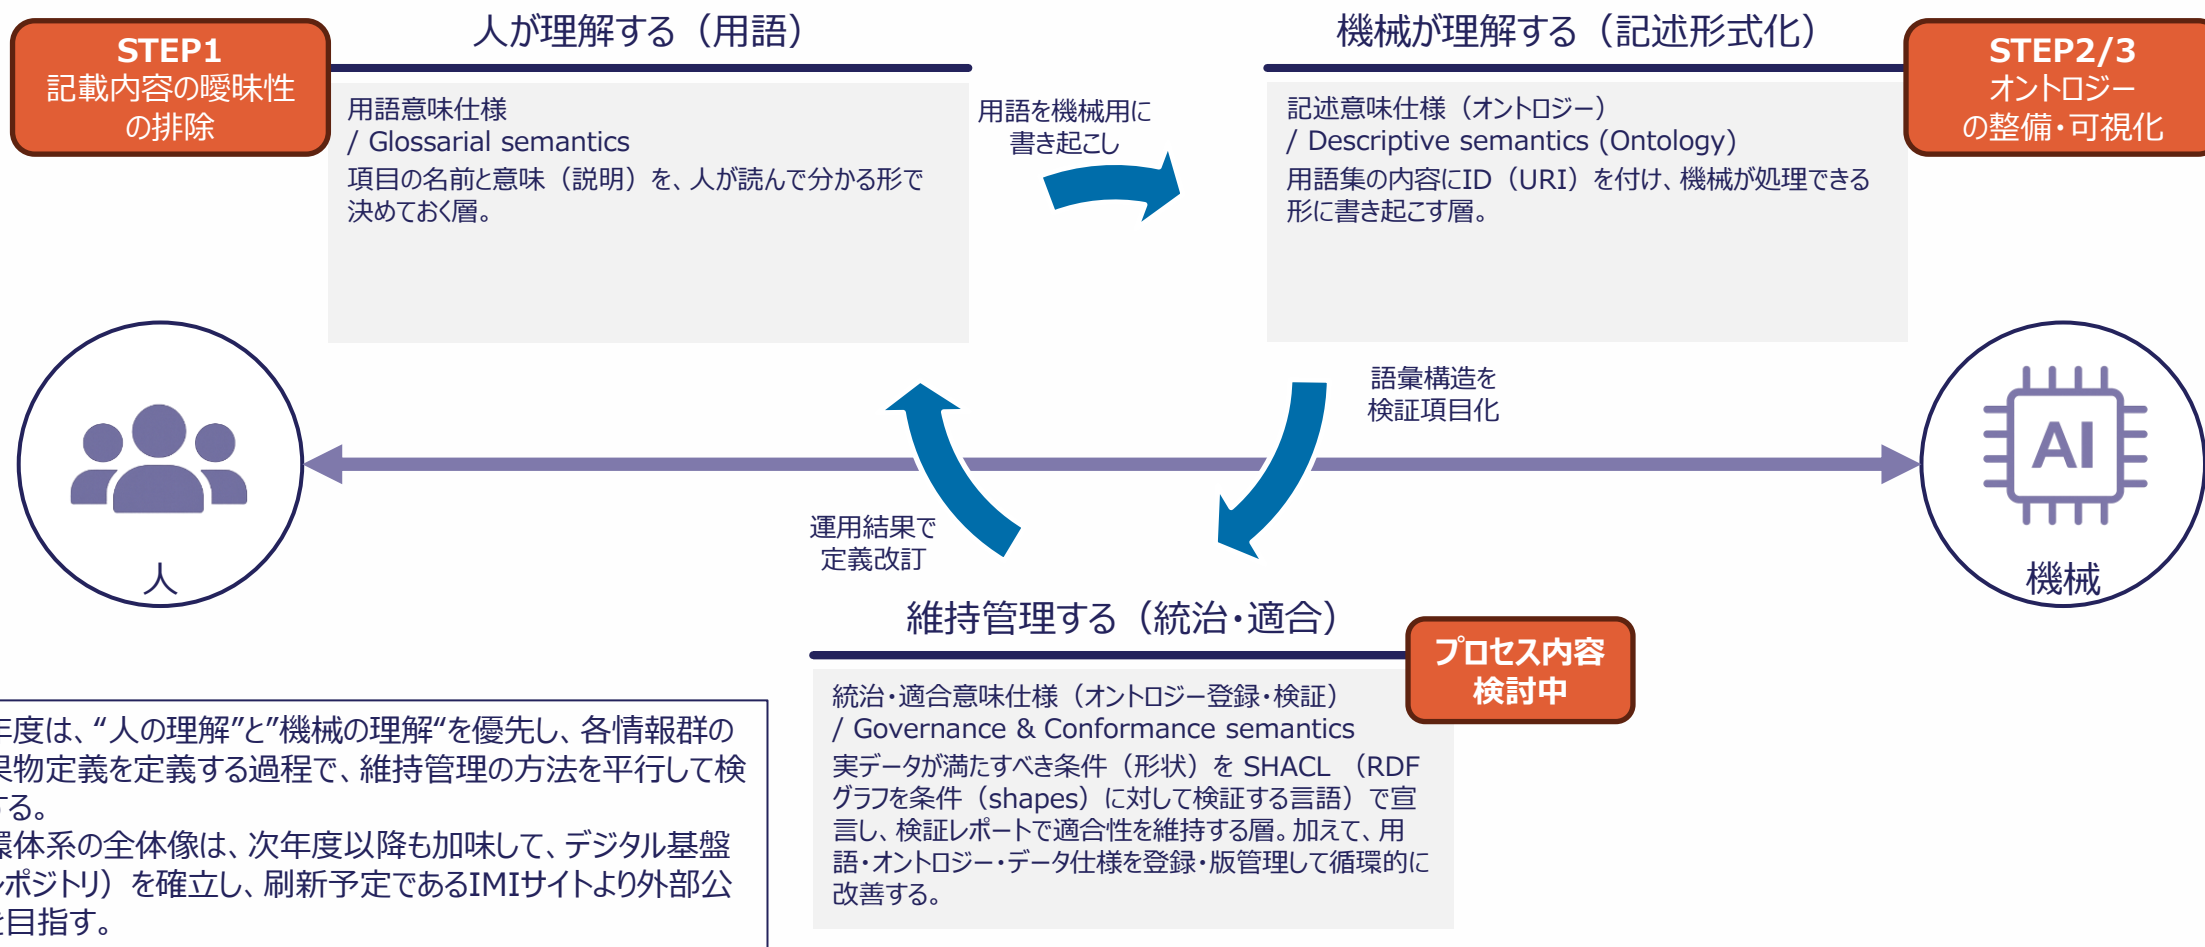 STEP1
記載内容の曖昧性
の排除
人が理解する（用語）
用語意味仕様
/ Glossarial semantics
項目の名前と意味（説明）を、人が読んで分かる形で
決めておく層。
用語を機械用に
書き起こし
機械が理解する（記述形式化）
記述意味仕様（オントロジー）
/ Descriptive semantics (Ontology)
用語集の内容にID（URI）を付け、機械が処理できる
形に書き起こす層。
STEP2/3
オントロジー
の整備・可視化
人
語彙構造を
検証項目化
運用結果で
定義改訂
AI
機械
維持管理する（統治・適合）
プロセス内容
検討中
統治・適合意味仕様（オントロジー登録・検証）
/ Governance & Conformance semantics
実データが満たすべき条件（形状）を SHACL （RDF
グラフを条件（shapes）に対して検証する言語）で宣
言し、検証レポートで適合性を維持する層。加えて、用
語・オントロジー・データ仕様を登録・版管理して循環的に
改善する。
年度は、“人の理解”と”機械の理解“を優先し、各情報群の
果物定義を定義する過程で、維持管理の方法を平行して検
する。
環体系の全体像は、次年度以降も加味して、デジタル基盤
ポジトリ）を確立し、刷新予定であるIMIサイトより外部公
を目指す。